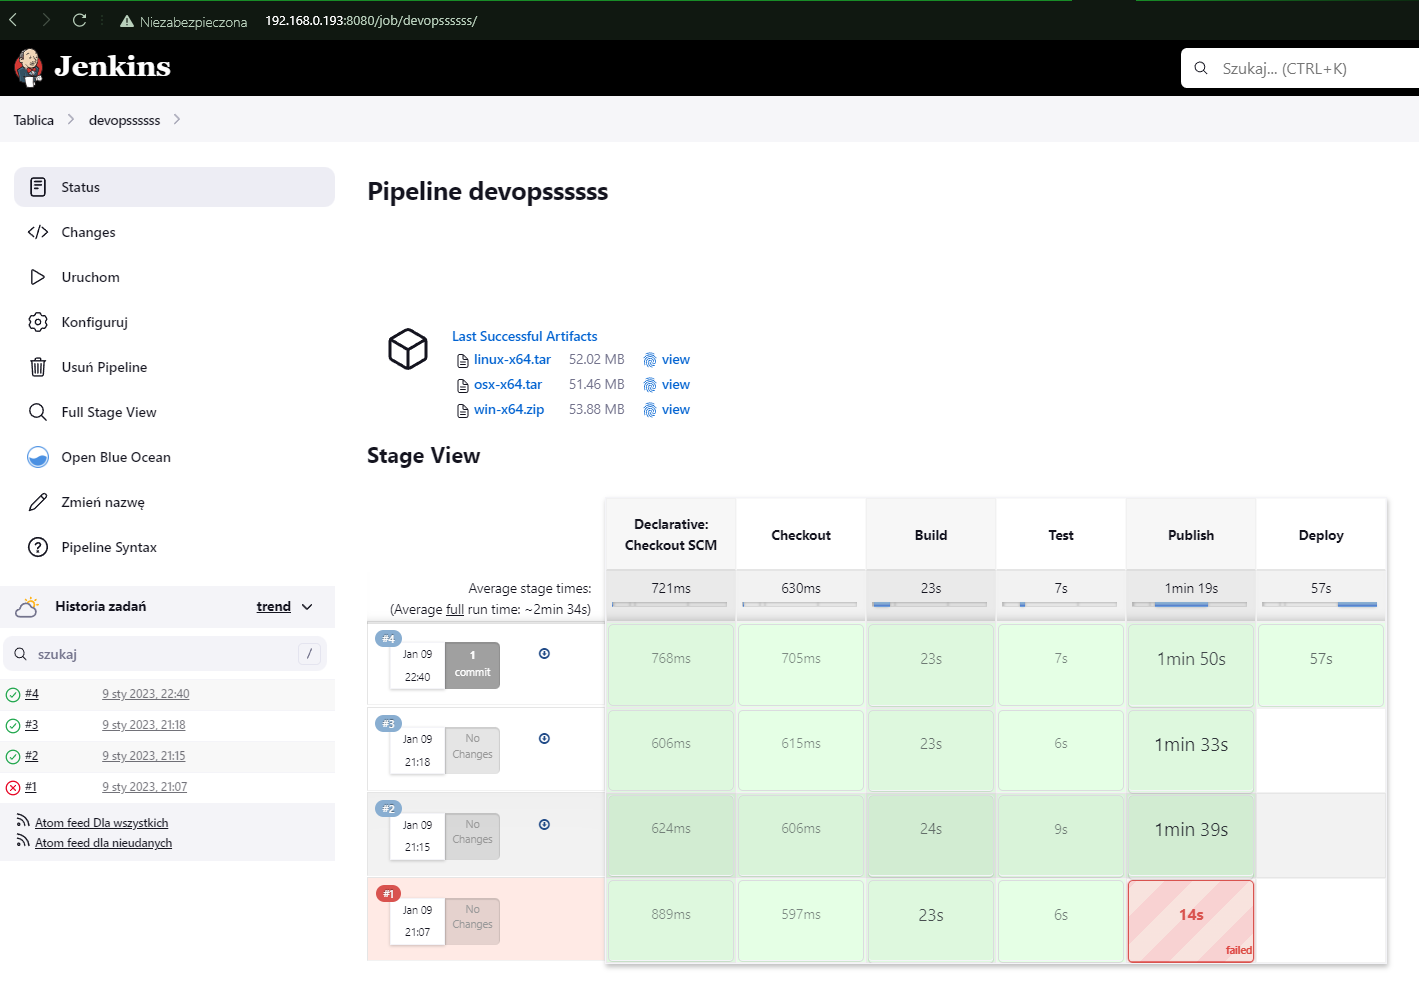 Niezabezpieczona 192.168.0.193:8080/job/devopssssss/
Jenkins
Szukaj... (CTRL+K)
Tablica
devopssssss
Status
Changes
Uruchom
Konfiguruj
Usuń Pipeline
Full Stage View
Open Blue Ocean
Zmień nazwę
Pipeline Syntax
Historia zadań
trend
szukaj
/
#4 9 sty 2023, 22:40
#3 9 sty 2023, 21:18
#2 9 sty 2023, 21:15
#1 9 sty 2023, 21:07
Atom feed Dla wszystkich
Atom feed dla nieudanych
Pipeline devopssssss
Last Successful Artifacts
linux-x64.tar 52.02 MB view
osx-x64.tar 51.46 MB view
win-x64.zip 53.88 MB view
Stage View
Declarative:
Checkout SCM
Checkout
Build
Test
Publish
Deploy
Average stage times:
(Average full run time: ~2min 34s)
721ms 630ms 23s 7s 1min 19s 57s
#4
Jan 09
22:40
1
commit
768ms 705ms 23s 7s 1min 50s 57s
#3
Jan 09
21:18
No
Changes
606ms 615ms 23s 6s 1min 33s
#2
Jan 09
21:15
No
Changes
624ms 606ms 24s 9s 1min 39s
#1
Jan 09
21:07
No
Changes
889ms 597ms 23s 6s 14s
failed